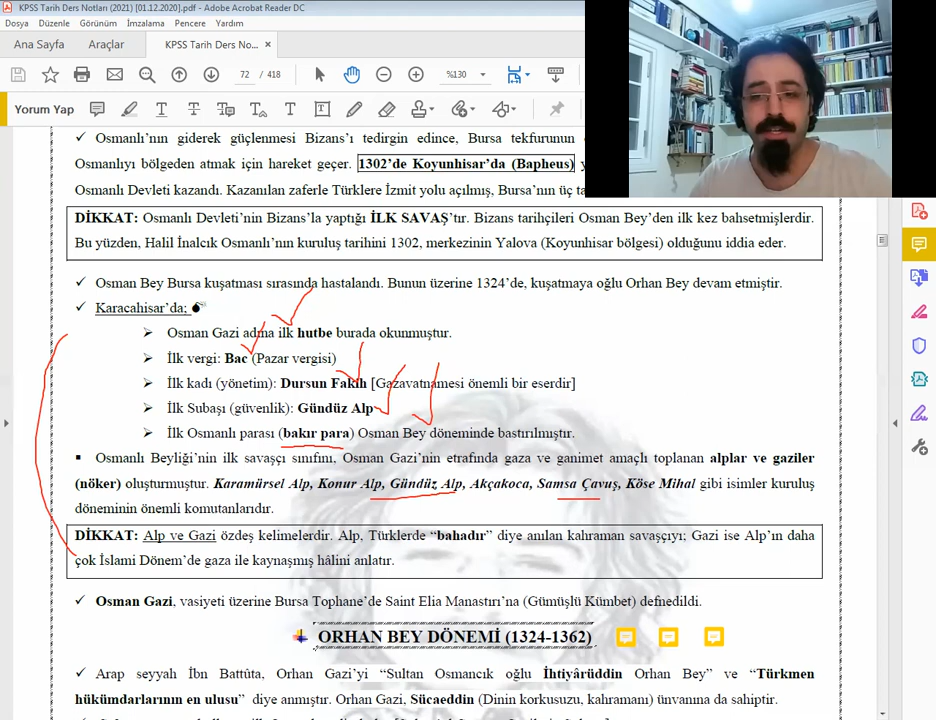 KPSS Tarih Ders Notları (2021) [01.12.2020].pdf - Adobe Acrobat Reader DC
Dosya Düzenle Görünüm İmzalama Pencere Yardım
Ana Sayfa Araçlar KPSS Tarih Ders No... ×
72 / 418 %130
Yorum Yap
Osmanlı’nın giderek güçlenmesi Bizans’ı tedirgin edince, Bursa tekfurunun
Osmanlıyı bölgeden atmak için hareket geçer. 1302’de Koyunhisar’da (Bapheus)
Osmanlı Devleti kazandı. Kazanılan zaferle Türklere İzmit yolu açılmış, Bursa’nın üç
DİKKAT: Osmanlı Devleti’nin Bizans’la yaptığı İLK SAVAŞ’tır. Bizans tarihçileri Osman Bey’den ilk kez bahsetmişlerdir.
Bu yüzden, Halil İnalcık Osmanlı’nın kuruluş tarihini 1302, merkezinin Yalova (Koyunhisar bölgesi) olduğunu iddia eder.
✓ Osman Bey Bursa kuşatması sırasında hastalandı. Bunun üzerine 1324’de, kuşatmaya oğlu Orhan Bey devam etmiştir.
✓ Karacahisar’da;
➢ Osman Gazi adına ilk hutbe burada okunmuştur.
➢ İlk vergi: Bac (Pazar vergisi)
➢ İlk kadı (yönetim): Dursun Fakih [Gazavatnamesi önemli bir eserdir]
➢ İlk Subaşı (güvenlik): Gündüz Alp
➢ İlk Osmanlı parası (bakır para) Osman Bey döneminde bastırılmıştır.
▪ Osmanlı Beyliği’nin ilk savaşçı sınıfını, Osman Gazi’nin etrafında gaza ve ganimet amaçlı toplanan alplar ve gaziler
(nöker) oluşturmuştur. Karamürsel Alp, Konur Alp, Gündüz Alp, Akçakoca, Samsa Çavuş, Köse Mihal gibi isimler kuruluş
döneminin önemli komutanlarıdır.
DİKKAT: Alp ve Gazi özdeş kelimelerdir. Alp, Türklerde “bahadır” diye anılan kahraman savaşçıyı; Gazi ise Alp’ın daha
çok İslami Dönem’de gaza ile kaynaşmış hâlini anlatır.
✓ Osman Gazi, vasiyeti üzerine Bursa Tophane’de Saint Elia Manastırı’na (Gümüşlü Kümbet) defnedildi.
ORHAN BEY DÖNEMİ (1324-1362)
✓ Arap seyyah İbn Battûta, Orhan Gazi’yi “Sultan Osmancık oğlu İhtiyârüddin Orhan Bey” ve “Türkmen
hükümdarlarının en ulusu” diye anmıştır. Orhan Gazi, Sücaeddin (Dinin korkusuzu, kahramanı) ünvanına da sahiptir.